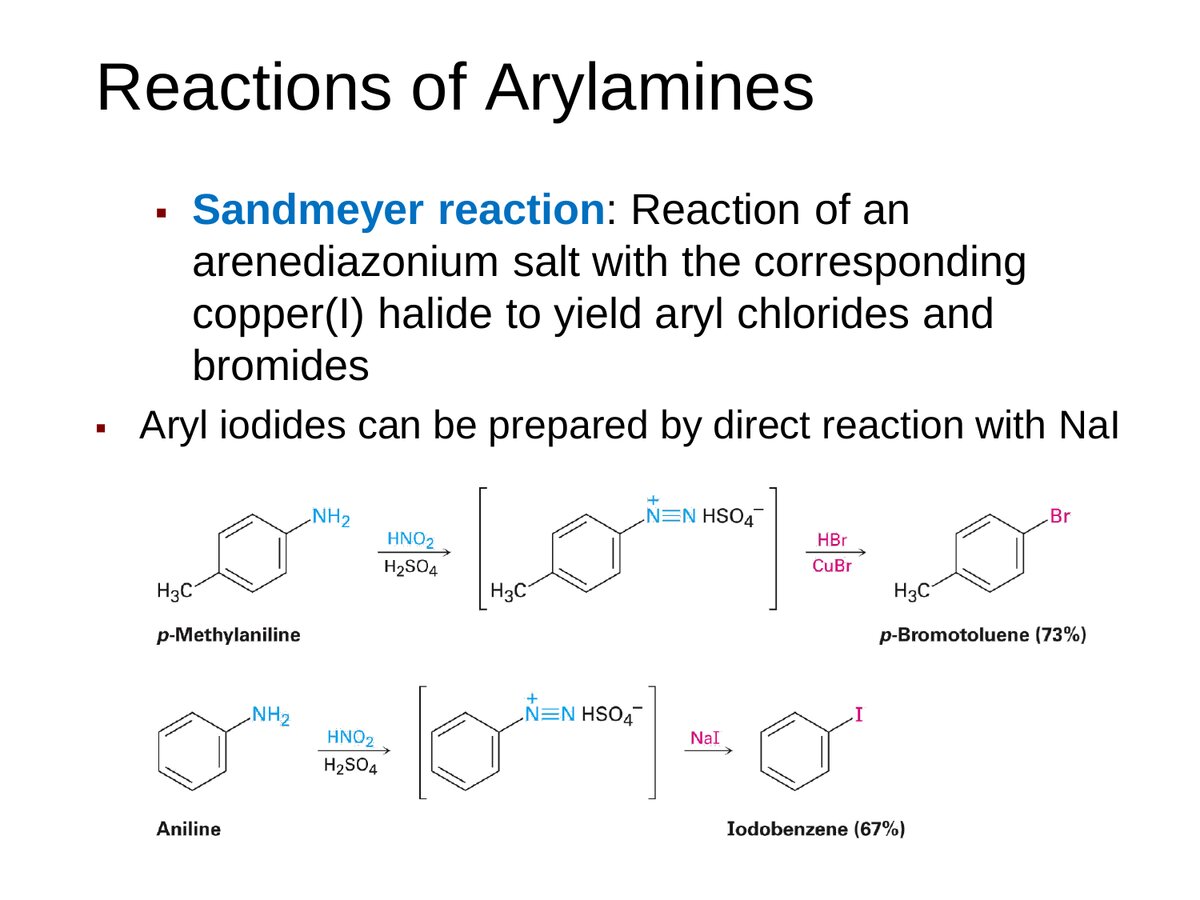 Reactions of Arylamines
▪ Sandmeyer reaction: Reaction of an
arenediazonium salt with the corresponding
copper(I) halide to yield aryl chlorides and
bromides
▪ Aryl iodides can be prepared by direct reaction with NaI
NH₂
H₃C
HNO₂
H₂SO₄
+
N≡N HSO₄⁻
H₃C
HBr
CuBr
Br
H₃C
p-Methylaniline
p-Bromotoluene (73%)
NH₂
HNO₂
H₂SO₄
+
N≡N HSO₄⁻
NaI
I
Aniline
Iodobenzene (67%)